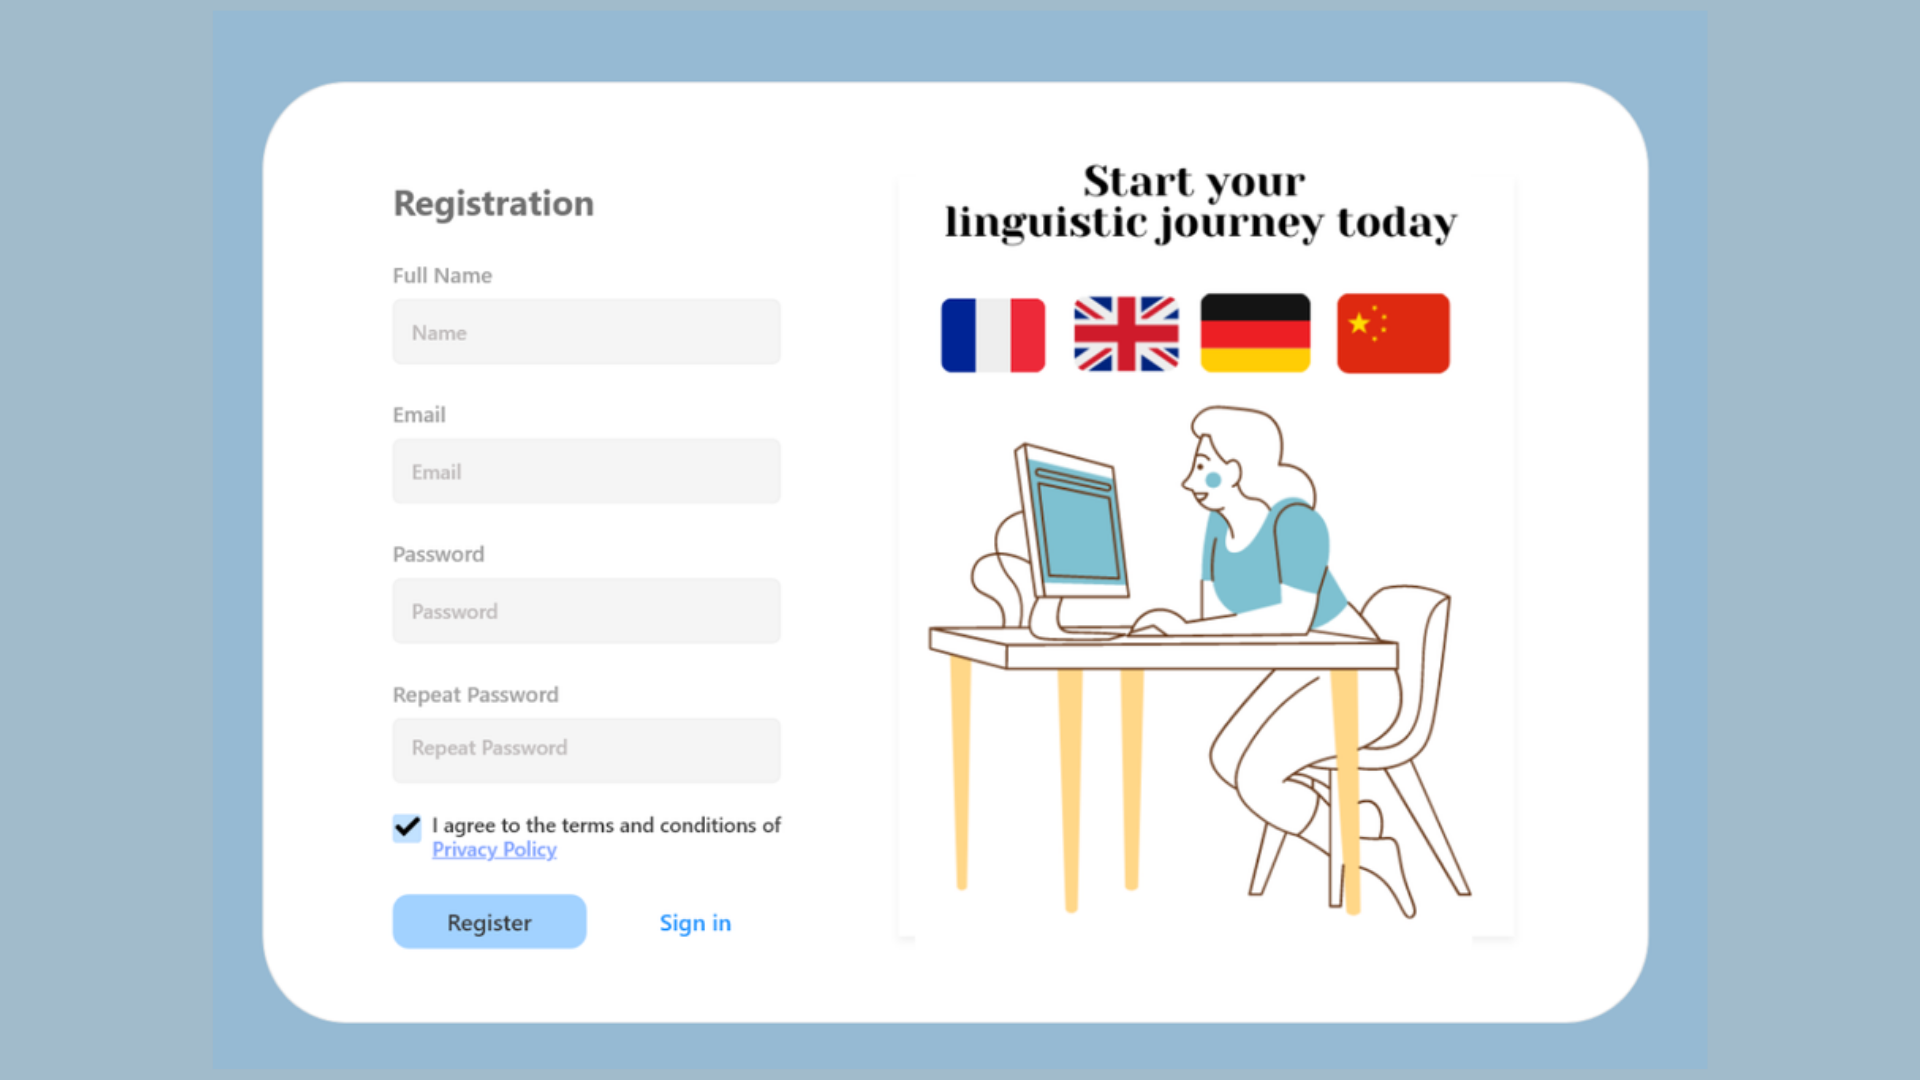 Registration
Full Name
Name
Email
Email
Password
Password
Repeat Password
Repeat Password
I agree to the terms and conditions of
Privacy Policy
Register
Sign in
Start your
linguistic journey today